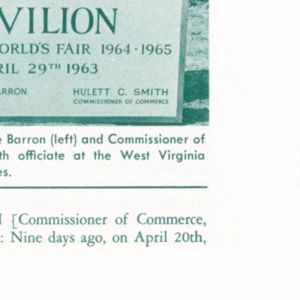 VILION
ORLD'S FAIR 1964-1965
RIL 29TH 1963
ARRON HULETT C. SMITH
COMMISSIONER OF COMMERCE
e Barron (left) and Commissioner of
th officiate at the West Virginia
es.
[Commissioner of Commerce,
: Nine days ago, on April 20th,